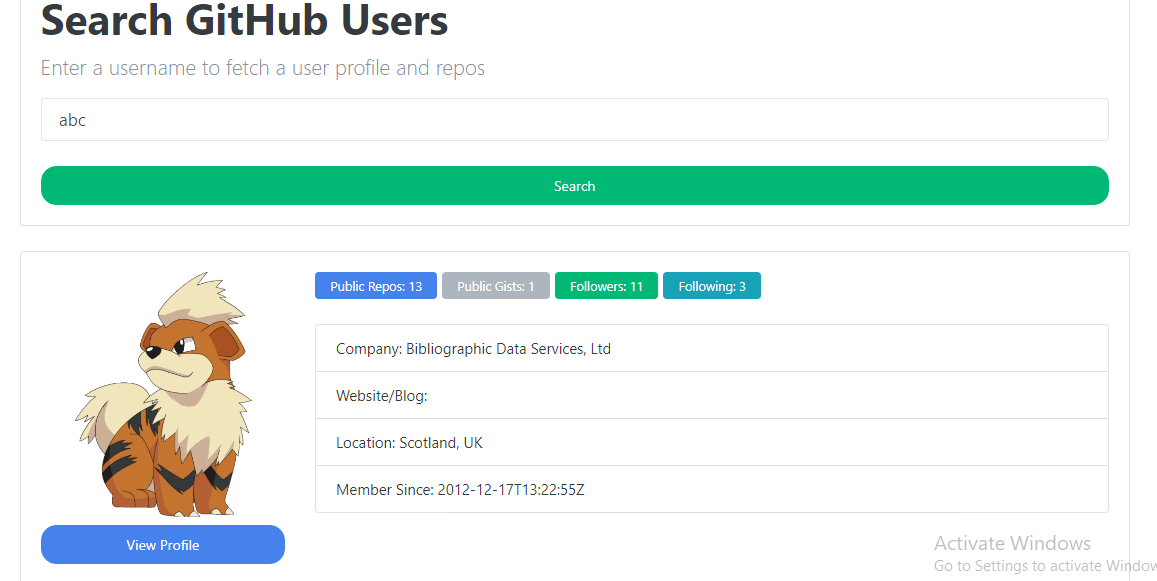 Search GitHub Users
Enter a username to fetch a user profile and repos
abc
Search
Public Repos: 13
Public Gists: 1
Followers: 11
Following: 3
Company: Bibliographic Data Services, Ltd
Website/Blog:
Location: Scotland, UK
Member Since: 2012-12-17T13:22:55Z
View Profile
Activate Windows
Go to Settings to activate Window